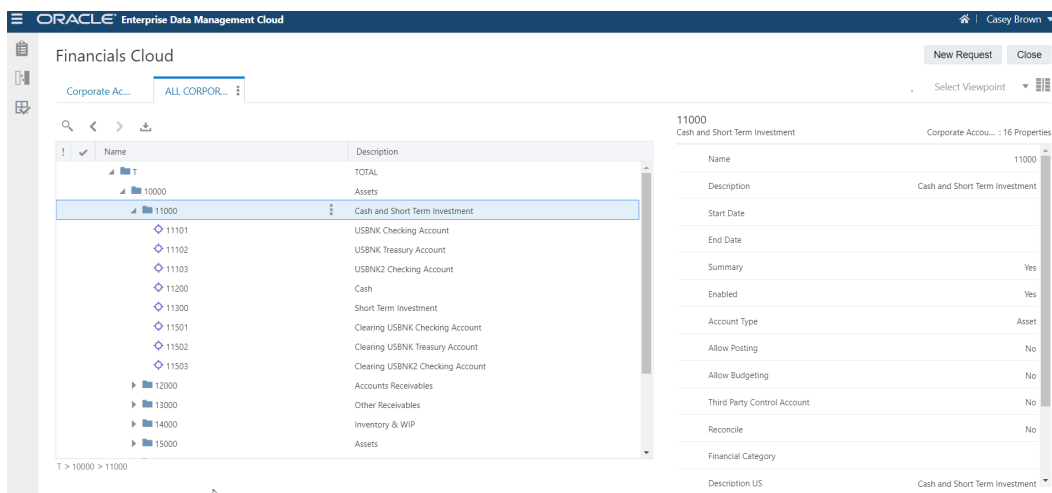 ORACLE® Enterprise Data Management Cloud
Casey Brown
Financials Cloud
New Request
Close
Corporate Ac...
ALL CORPOR...
Select Viewpoint
! Name Description
T TOTAL
10000 Assets
11000 Cash and Short Term Investment
11101 USBNK Checking Account
11102 USBNK Treasury Account
11103 USBNK2 Checking Account
11200 Cash
11300 Short Term Investment
11501 Clearing USBNK Checking Account
11502 Clearing USBNK Treasury Account
11503 Clearing USBNK2 Checking Account
12000 Accounts Receivables
13000 Other Receivables
14000 Inventory & WIP
15000 Assets
T > 10000 > 11000
11000
Cash and Short Term Investment Corporate Accou... : 16 Properties
Name 11000
Description Cash and Short Term Investment
Start Date
End Date
Summary Yes
Enabled Yes
Account Type Asset
Allow Posting No
Allow Budgeting No
Third Party Control Account No
Reconcile No
Financial Category
Description US Cash and Short Term Investment